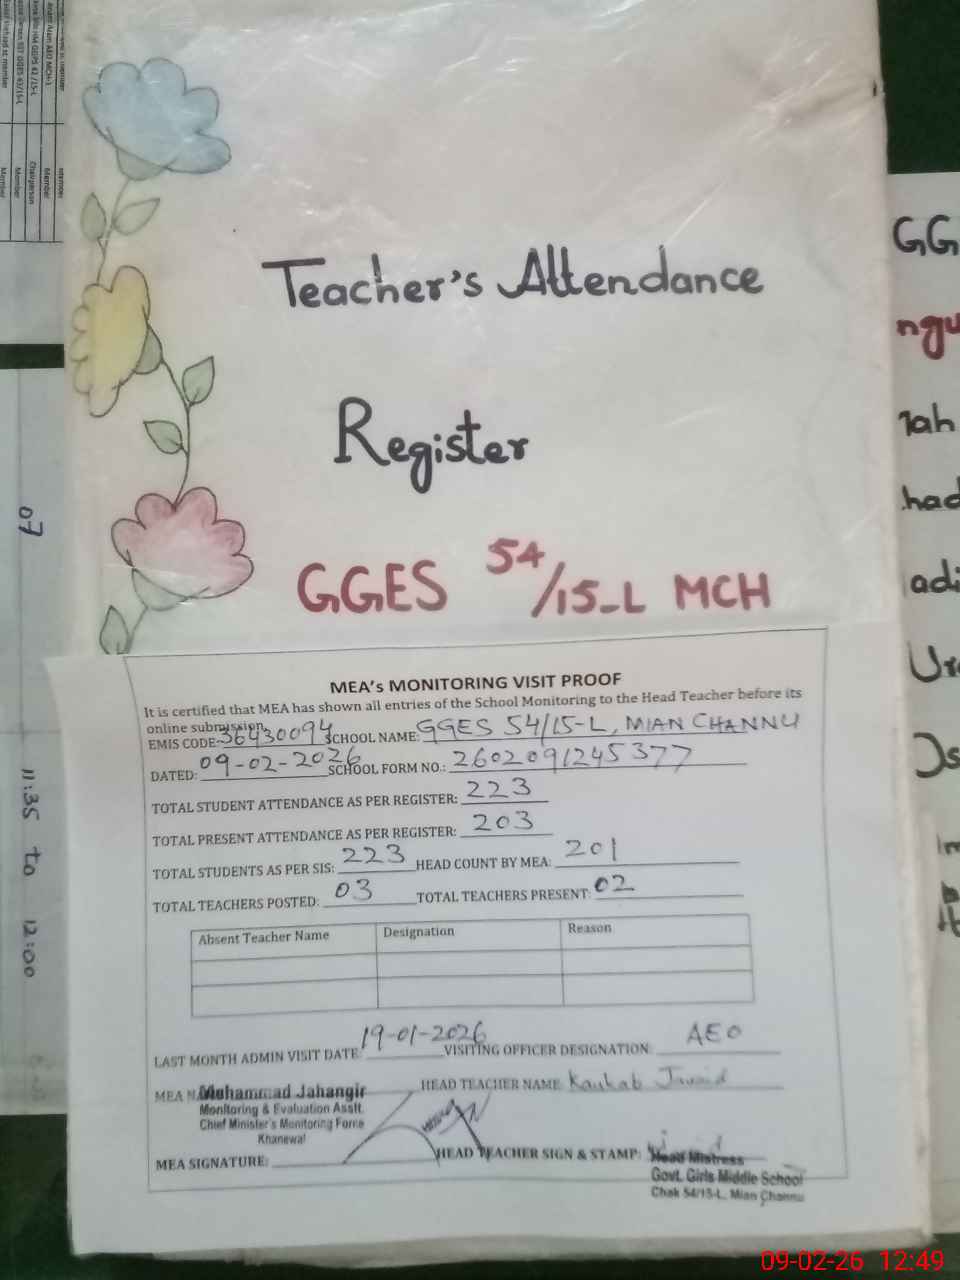 Teacher's Attendance
Register
GGES 54/15-L MCH
MEA's MONITORING VISIT PROOF
It is certified that MEA has shown all entries of the School Monitoring to the Head Teacher before its
online submission.
EMIS CODE: 36430094 SCHOOL NAME: GGES 54/15-L, MIAN CHANNU
DATED: 09-02-2026 SCHOOL FORM NO.: 2602091245377
TOTAL STUDENT ATTENDANCE AS PER REGISTER: 223
TOTAL PRESENT ATTENDANCE AS PER REGISTER: 203
TOTAL STUDENTS AS PER SIS: 223 HEAD COUNT BY MEA: 201
TOTAL TEACHERS POSTED: 03 TOTAL TEACHERS PRESENT: 02
Absent Teacher Name Designation Reason
LAST MONTH ADMIN VISIT DATE: 19-01-2026 VISITING OFFICER DESIGNATION: AEO
MEA Muhammad Jahangir HEAD TEACHER NAME: Kaukab Javaid
Monitoring & Evaluation Asstt.
Chief Minister's Monitoring Force
Khanewal
MEA SIGNATURE: HEAD TEACHER SIGN & STAMP:
Head Mistress
Govt. Girls Middle School
Chak 54/15-L, Mian Channu
07
11:35 to 12:00
Member
Chairperson
Member
Member
GG
09-02-26 12:49